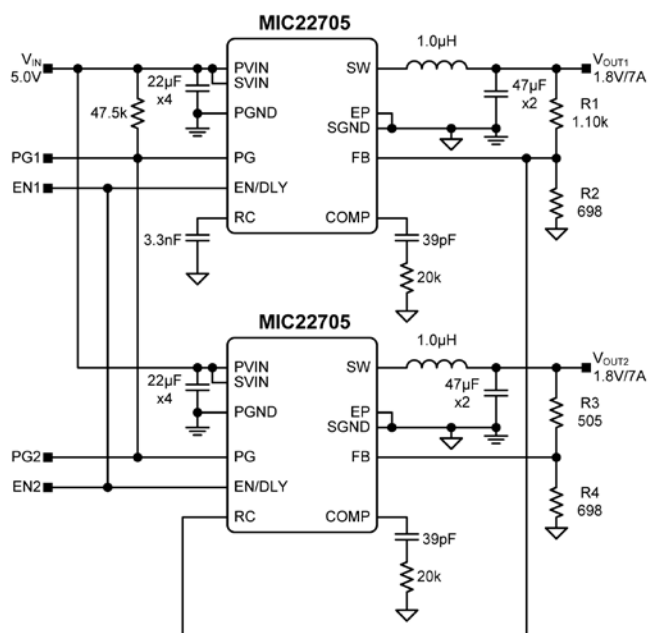 MIC22705
VIN
5.0V
47.5k
22µF
x4
PVIN
SVIN
PGND
PG
EN/DLY
RC
SW
EP
SGND
FB
COMP
1.0µH
47µF
x2
VOUT1
1.8V/7A
R1
1.10k
R2
698
PG1
EN1
3.3nF
39pF
20k
MIC22705
22µF
x4
PVIN
SVIN
PGND
PG
EN/DLY
RC
SW
EP
SGND
FB
COMP
1.0µH
47µF
x2
VOUT2
1.8V/7A
R3
505
R4
698
PG2
EN2
39pF
20k